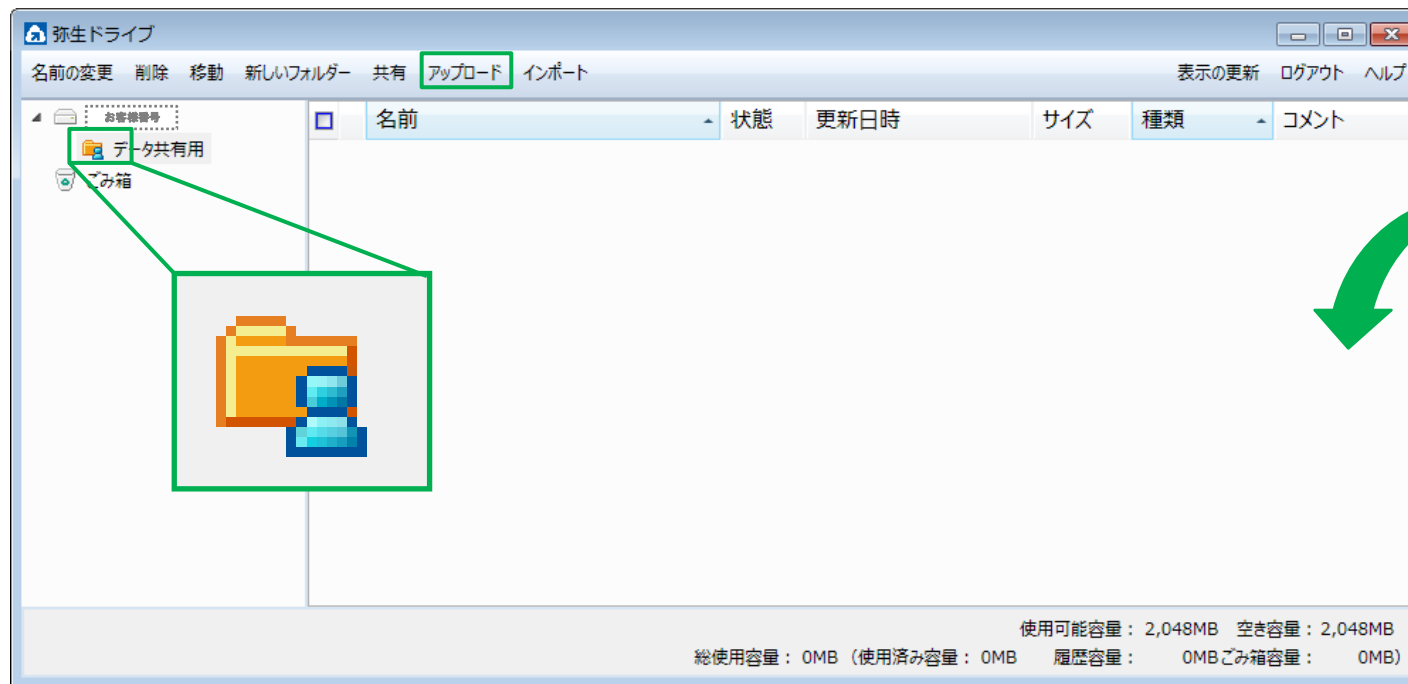 弥生ドライブ
名前の変更 削除 移動 新しいフォルダー 共有 アップロード インポート 表示の更新 ログアウト ヘルプ
お客様番号
名前 状態 更新日時 サイズ 種類 コメント
データ共有用
ごみ箱
使用可能容量: 2,048MB 空き容量: 2,048MB
総使用容量: 0MB (使用済み容量: 0MB 履歴容量: 0MBごみ箱容量: 0MB)